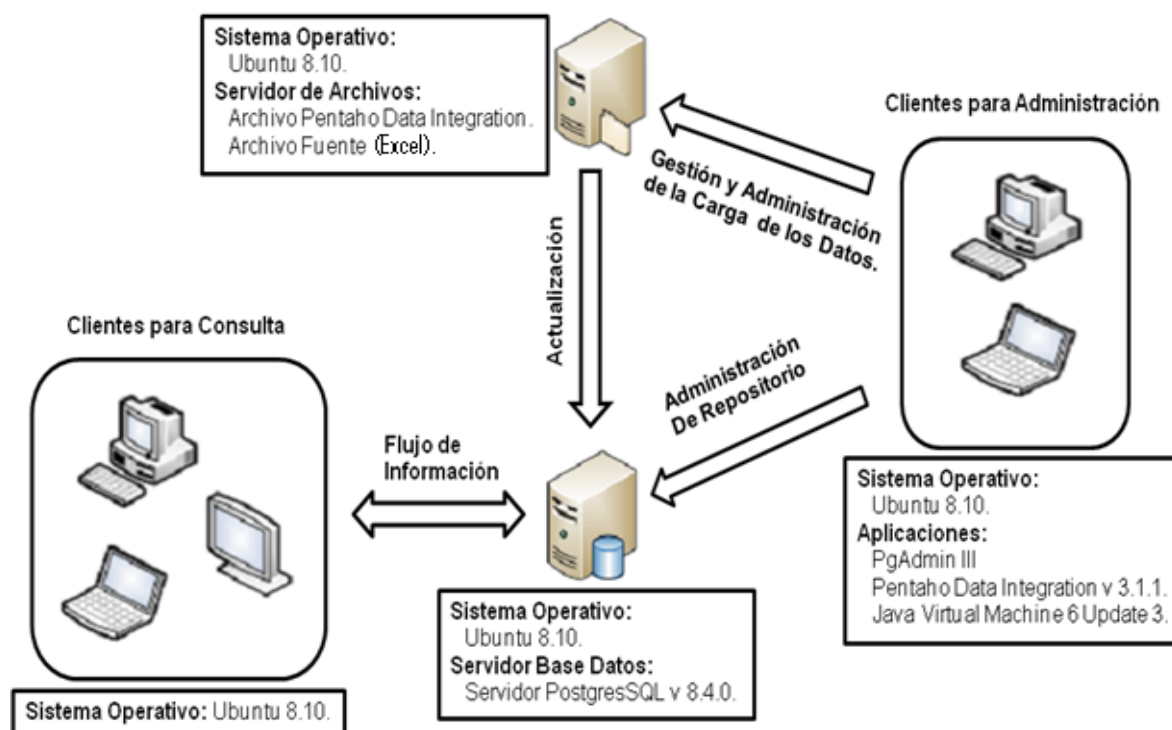 Sistema Operativo:
Ubuntu 8.10.
Servidor de Archivos:
Archivo Pentaho Data Integration.
Archivo Fuente (Excel).
Clientes para Administración
Gestión y Administración
de la Carga de los Datos.
Actualización
Clientes para Consulta
Administración
De Repositorio
Flujo de
Información
Sistema Operativo:
Ubuntu 8.10.
Aplicaciones:
PgAdmin III
Pentaho Data Integration v 3.1.1.
Java Virtual Machine 6 Update 3.
Sistema Operativo:
Ubuntu 8.10.
Servidor Base Datos:
Servidor PostgresSQL v 8.4.0.
Sistema Operativo: Ubuntu 8.10.